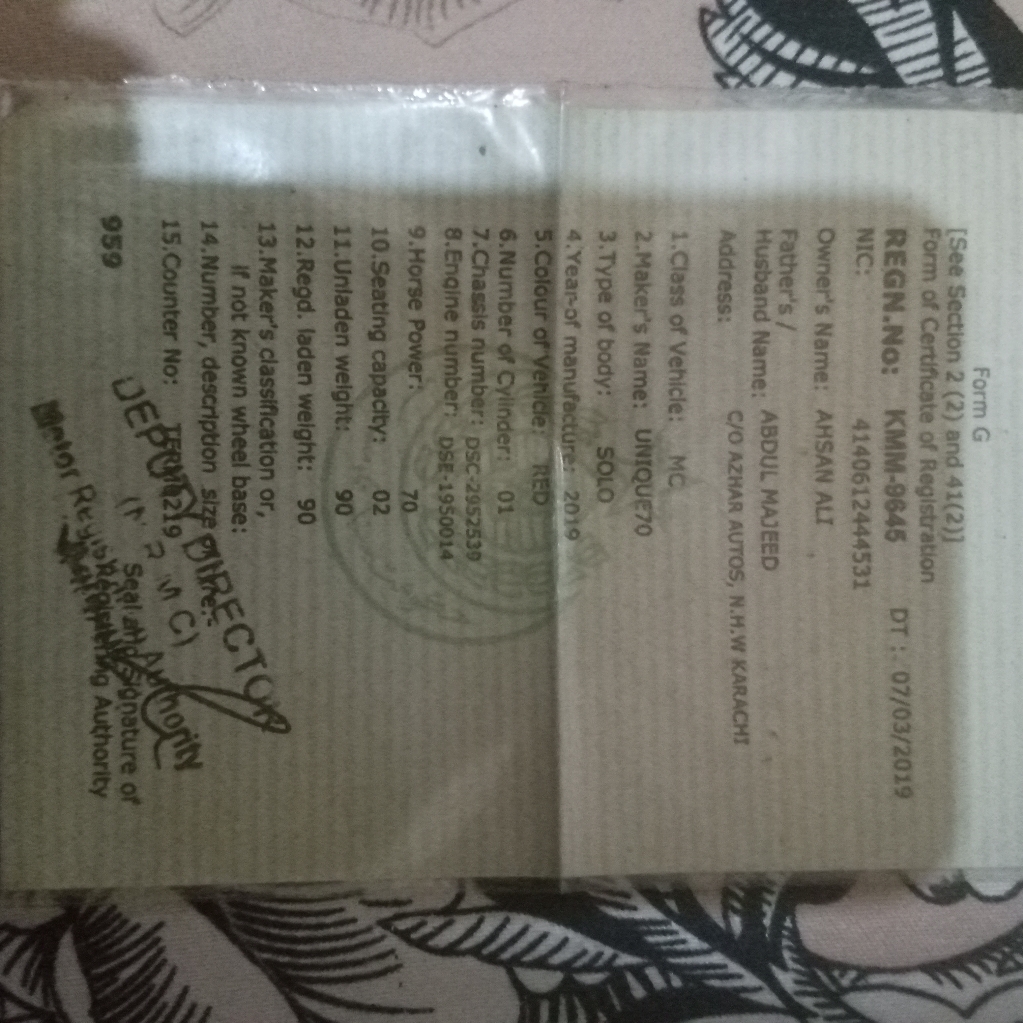 Form G
[See Section 2 (2) and 41(2)]
Form of Certificate of Registration
REGN.No: KMM-9645 DT :- 07/03/2019
NIC: 4140612444531
Owner's Name: AHSAN ALI
Father's /
Husband Name: ABDUL MAJEED
Address: C/O AZHAR AUTOS, N.H.W KARACHI
1.Class of Vehicle: MC
2.Maker's Name: UNIQUE70
3.Type of body: SOLO
4.Year of manufacture: 2019
5.Colour of Vehicle: RED
6.Number of Cylinder: 01
7.Chassis number: DSC-2952539
8.Engine number: DSE-1950014
9.Horse Power: 70
10.Seating capacity: 02
11.Unladen weight: 90
12.Regd. laden weight: 90
13.Maker's classification or,
if not known wheel base:
14.Number, description size
15.Counter No:
DEPUTY DIRECTOR
Seal and Signature of
Authority
959
Authority